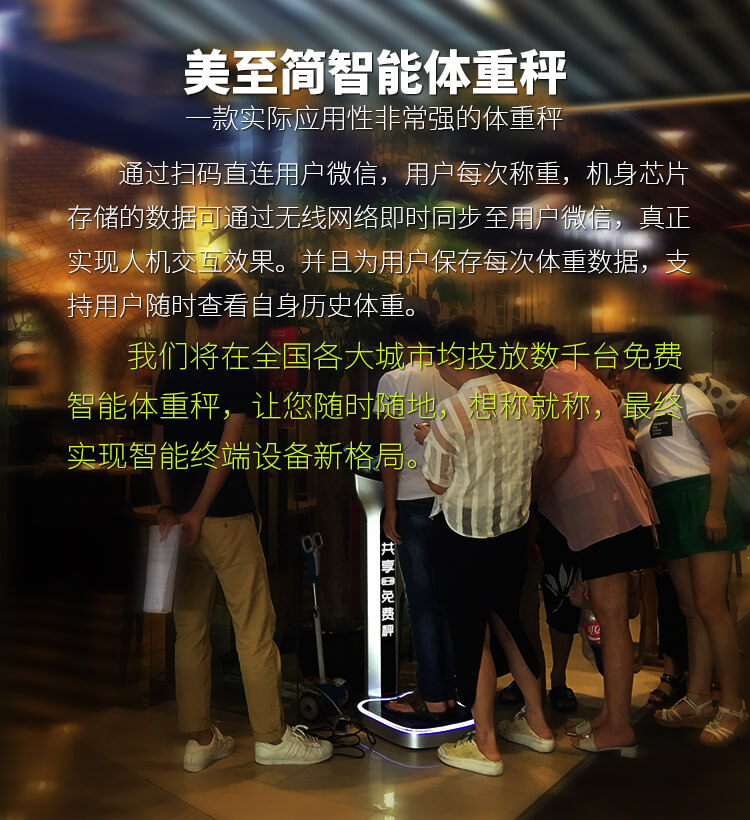 美至简智能体重秤
一款实际应用性非常强的体重秤
通过扫码直连用户微信，用户每次称重，机身芯片
存储的数据可通过无线网络即时同步至用户微信，真正
实现人机交互效果。并且为用户保存每次体重数据，支
持用户随时查看自身历史体重。
我们将在全国各大城市均投放数千台免费
智能体重秤，让您随时随地，想称就称，最终
实现智能终端设备新格局。
共享
免费秤